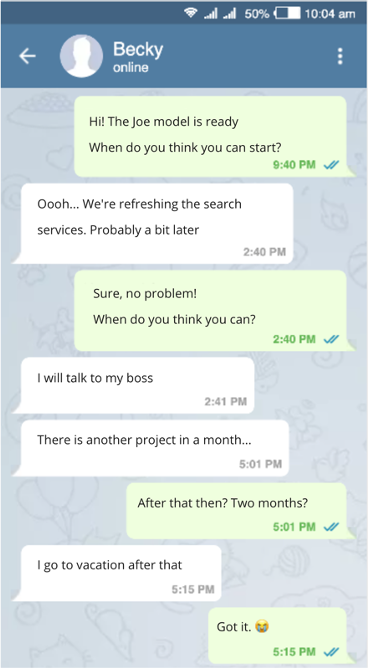 50% 10:04 am
Becky
online
Hi! The Joe model is ready
When do you think you can start?
9:40 PM
Oooh... We're refreshing the search
services. Probably a bit later
2:40 PM
Sure, no problem!
When do you think you can?
2:40 PM
I will talk to my boss
2:41 PM
There is another project in a month...
5:01 PM
After that then? Two months?
5:01 PM
I go to vacation after that
5:15 PM
Got it. 😭
5:15 PM